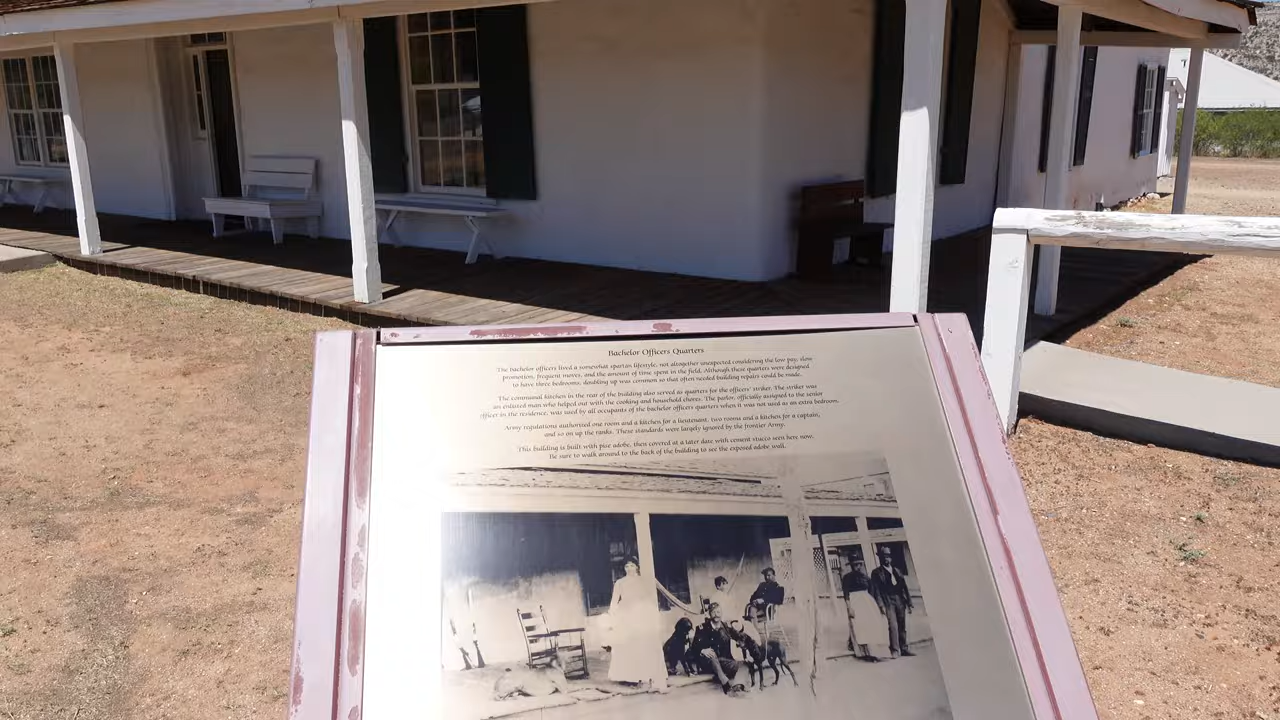 Bachelor Officers Quarters
The bachelor officers lived a somewhat spartan lifestyle, not altogether unexpected considering the low pay, slow
promotion, frequent moves, and the amount of time spent in the field. Although these quarters were designed
to have three bedrooms, doubling up was common so that often needed building repairs could be made.
The communal kitchen in the rear of the building also served as quarters for the officers' striker. The striker was
an enlisted man who helped out with the cooking and household chores. The parlor, officially assigned to the senior
officer in the residence, was used by all occupants of the bachelor officers quarters when it was not used as an extra bedroom.
Army regulations authorized one room and a kitchen for a lieutenant, two rooms and a kitchen for a captain,
and so on up the ranks. These standards were largely ignored by the frontier Army.
This building is built with pise adobe, then covered at a later date with cement stucco seen here now.
Be sure to walk around to the back of the building to see the exposed adobe wall.